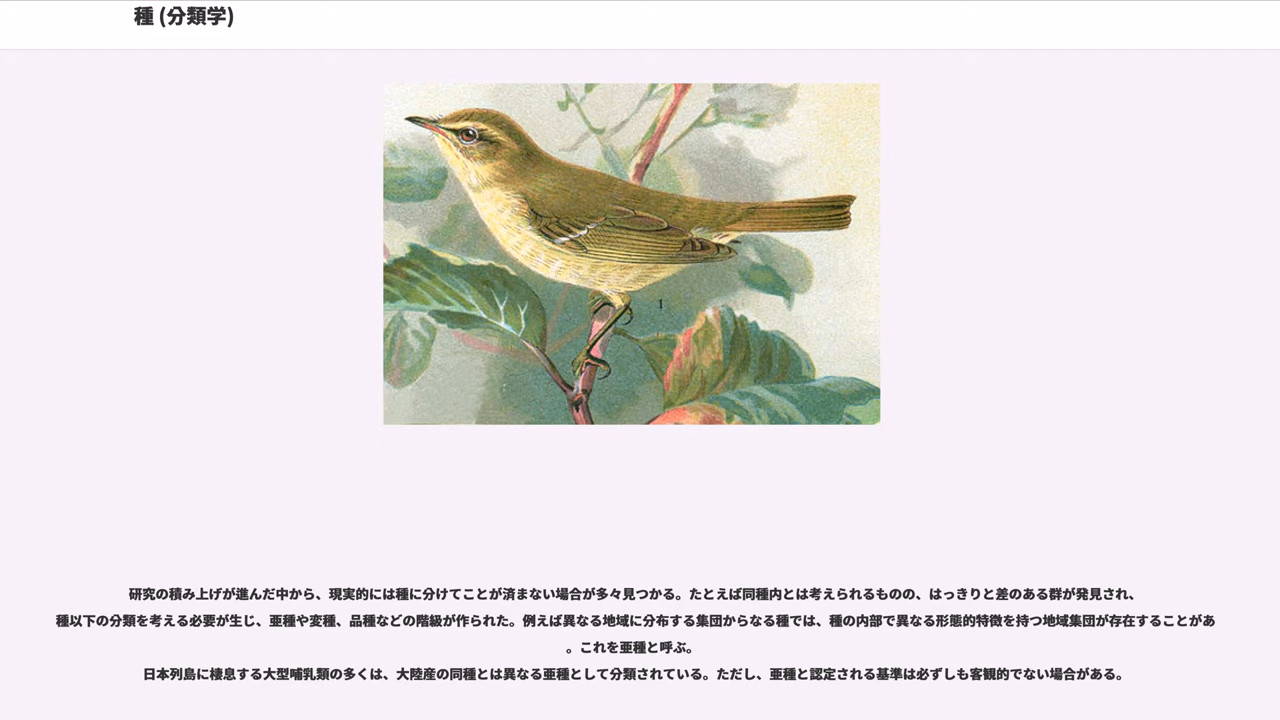 種 (分類学)
1
研究の積み上げが進んだ中から、現実的には種に分けてことが済まない場合が多々見つかる。たとえば同種内とは考えられるものの、はっきりと差のある群が発見され、
種以下の分類を考える必要が生じ、亜種や変種、品種などの階級が作られた。例えば異なる地域に分布する集団からなる種では、種の内部で異なる形態的特徴を持つ地域集団が存在することがあ
。これを亜種と呼ぶ。
日本列島に棲息する大型哺乳類の多くは、大陸産の同種とは異なる亜種として分類されている。ただし、亜種と認定される基準は必ずしも客観的でない場合がある。